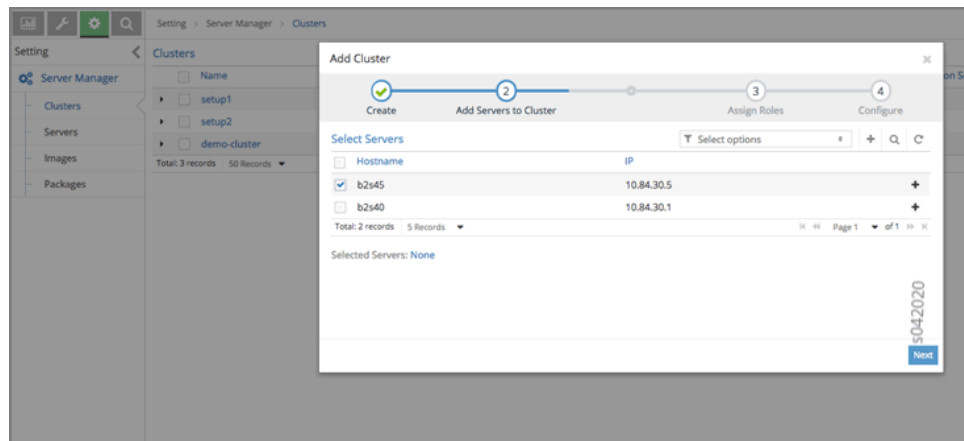 Setting > Server Manager > Clusters
Setting
Server Manager
Clusters
Servers
Images
Packages
Clusters
Name
setup1
setup2
demo-cluster
Total: 3 records 50 Records
Add Cluster
2 3 4
Create Add Servers to Cluster Assign Roles Configure
Select Servers Select options
Hostname IP
b2s45 10.84.30.5
b2s40 10.84.30.1
Total: 2 records 5 Records Page 1 of 1
Selected Servers: None
s042020
Next